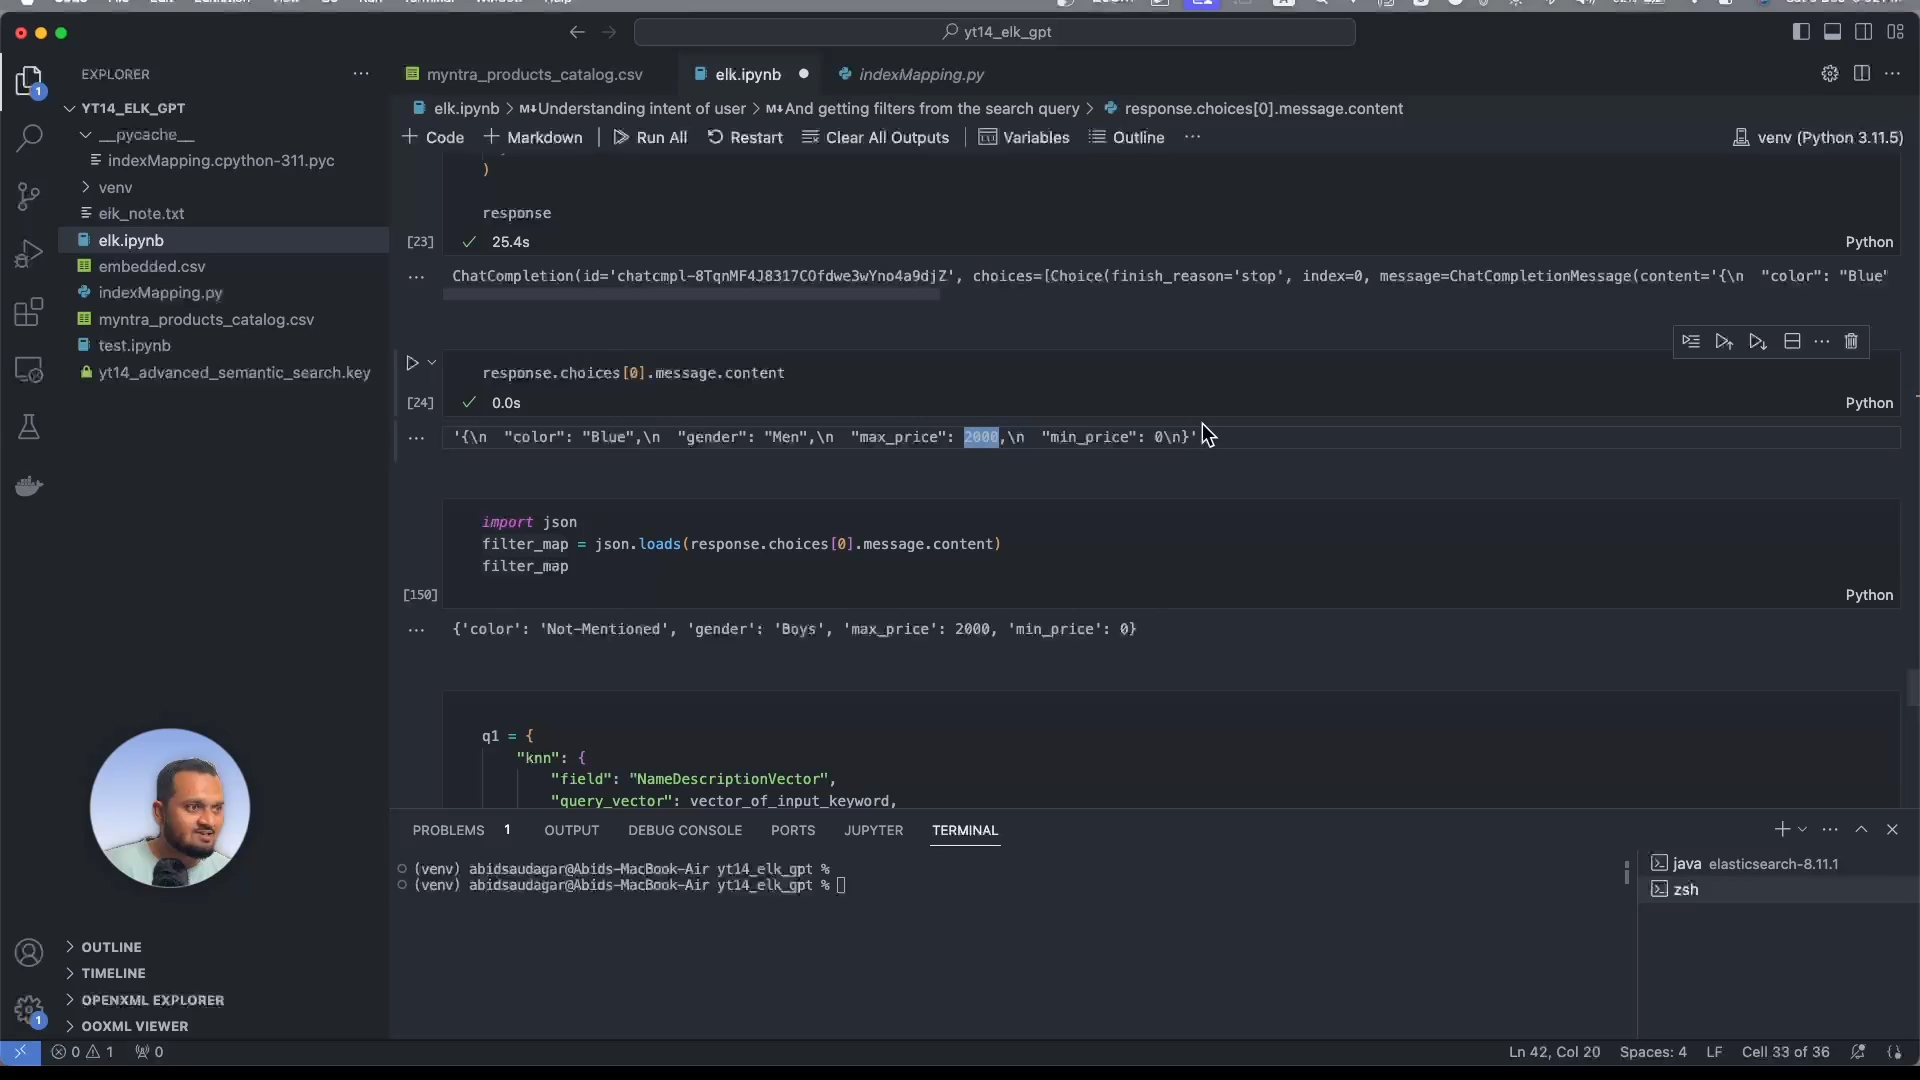 yt14_elk_gpt
EXPLORER
myntra_products_catalog.csv
elk.ipynb
indexMapping.py
YT14_ELK_GPT
elk.ipynb > M↓Understanding intent of user > M↓And getting filters from the search query > response.choices[0].message.content
__pycache__
+ Code + Markdown Run All Restart Clear All Outputs Variables Outline ...
venv (Python 3.11.5)
indexMapping.cpython-311.pyc
venv
elk_note.txt
elk.ipynb
embedded.csv
indexMapping.py
myntra_products_catalog.csv
test.ipynb
yt14_advanced_semantic_search.key
)
response
[23] 25.4s Python
ChatCompletion(id='chatcmpl-8TqnMF4J8317COfdwe3wYno4a9djZ', choices=[Choice(finish_reason='stop', index=0, message=ChatCompletionMessage(content='{\n "color": "Blue"
response.choices[0].message.content
[24] 0.0s Python
'{\n "color": "Blue",\n "gender": "Men",\n "max_price": 2000,\n "min_price": 0\n}'
import json
filter_map = json.loads(response.choices[0].message.content)
filter_map
[150] Python
{'color': 'Not-Mentioned', 'gender': 'Boys', 'max_price': 2000, 'min_price': 0}
q1 = {
"knn": {
"field": "NameDescriptionVector",
"query_vector": vector_of_input_keyword,
PROBLEMS 1 OUTPUT DEBUG CONSOLE PORTS JUPYTER TERMINAL
(venv) abidsaudagar@Abids-MacBook-Air yt14_elk_gpt %
(venv) abidsaudagar@Abids-MacBook-Air yt14_elk_gpt %
java elasticsearch-8.11.1
zsh
OUTLINE
TIMELINE
OPENXML EXPLORER
OOXML VIEWER
0 1 0
Ln 42, Col 20 Spaces: 4 LF Cell 33 of 36